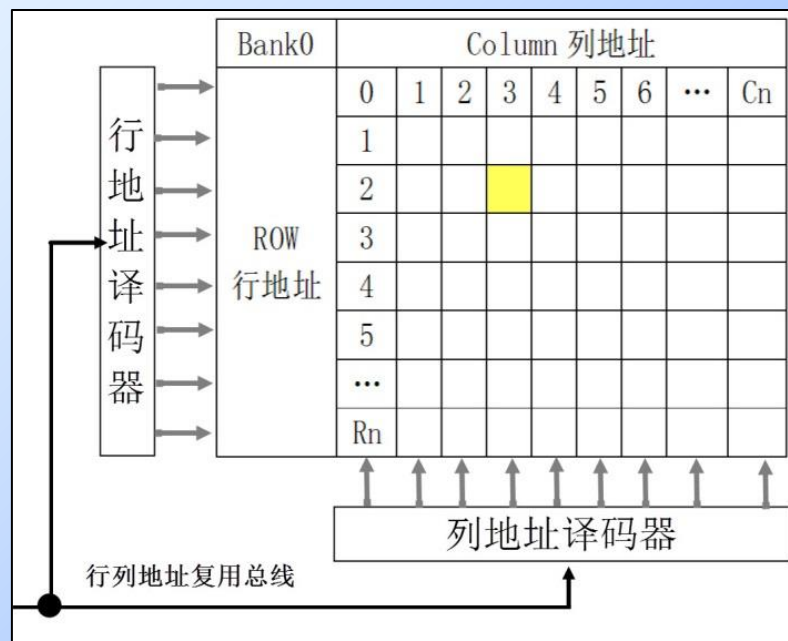 Bank0 Column 列地址
0 1 2 3 4 5 6 … Cn
1
2
3
4
5
…
Rn
ROW
行地址
行地址译码器
列地址译码器
行列地址复用总线